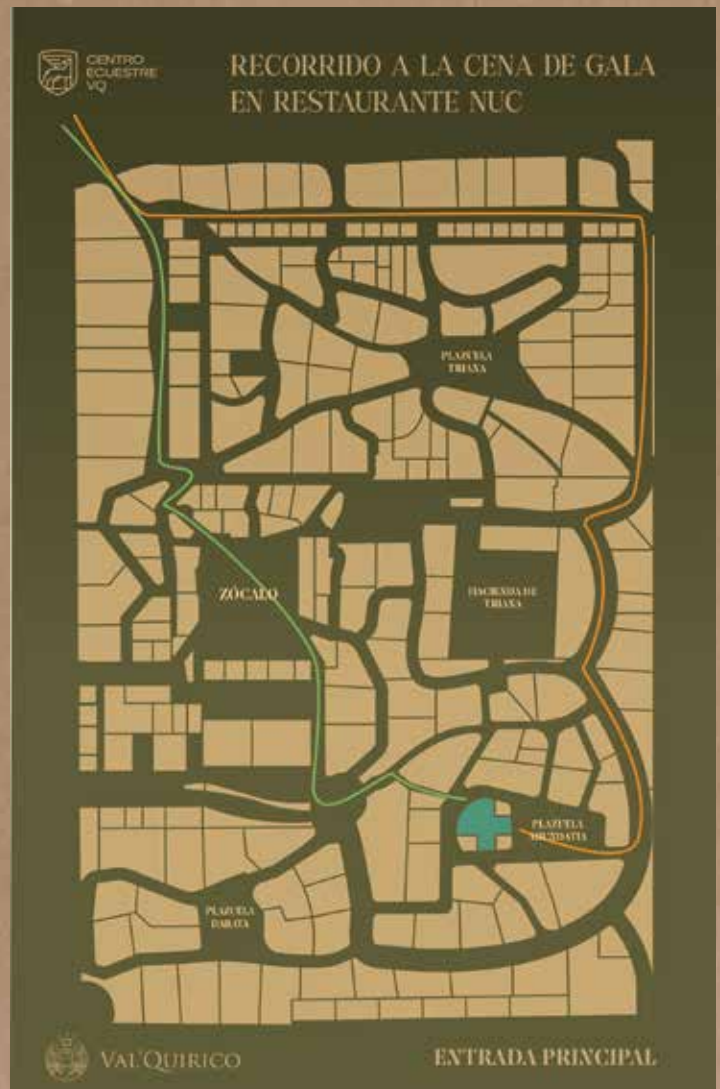 CENTRO
ECUESTRE
VQ
RECORRIDO A LA CENA DE GALA
EN RESTAURANTE NUC
PLAZUELA
TRIANA
ZÓCALO
HACIENDA DE
TRIANA
PLAZUELA
PLAZUELA
BARATA
VAL'QUIRICO
ENTRADA PRINCIPAL